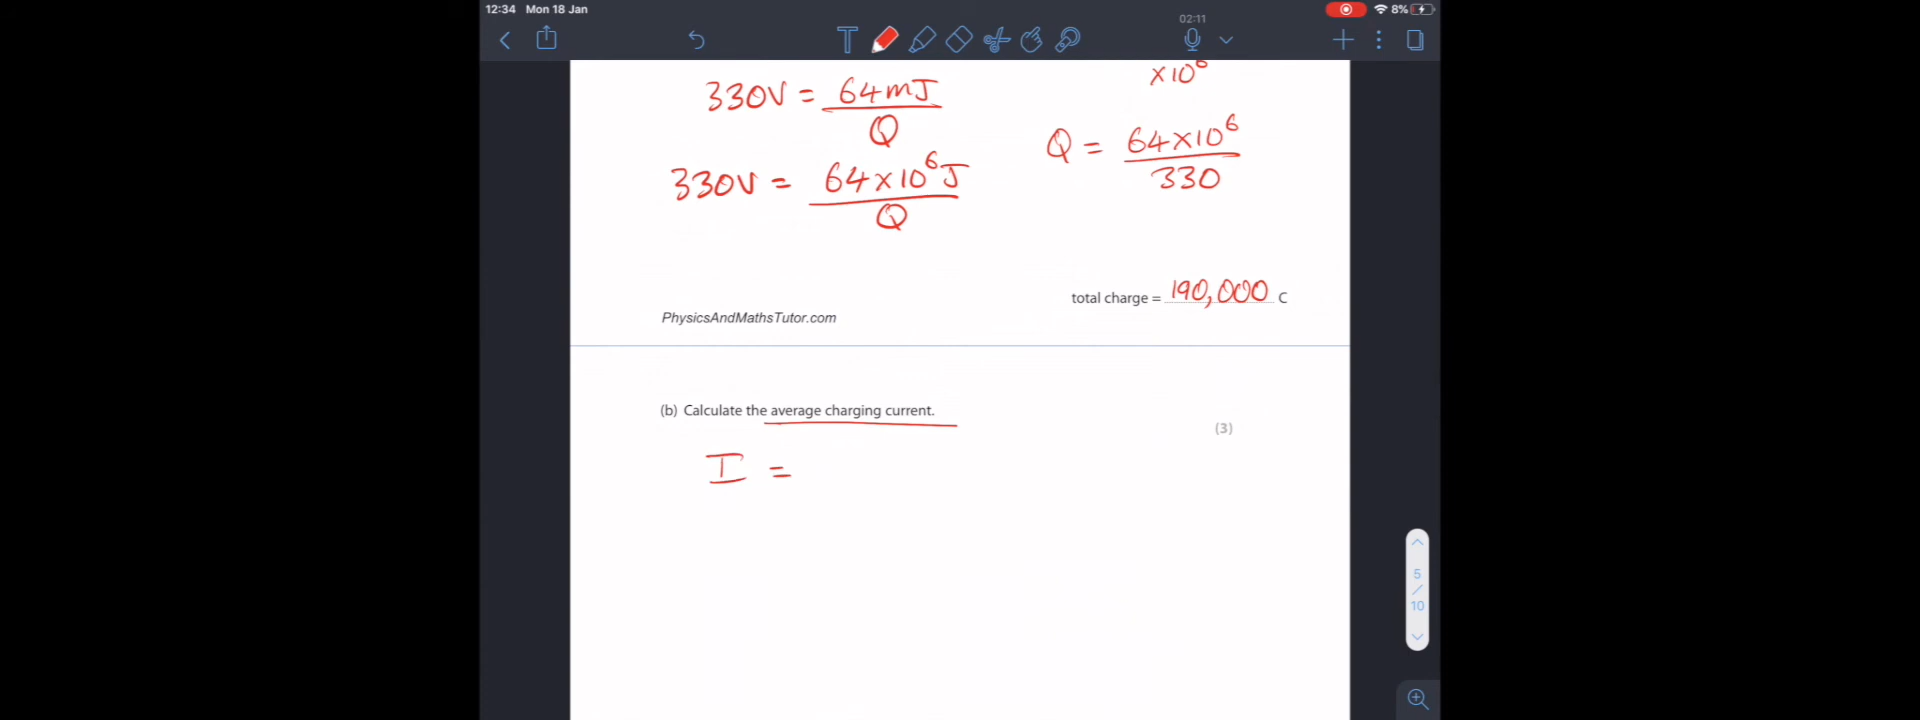 12:34 Mon 18 Jan
8%
02:11
T
x10⁶
330V = 64mJ / Q
Q = 64x10⁶ / 330
330V = 64x10⁶J / Q
total charge = 190,000 C
PhysicsAndMathsTutor.com
(b) Calculate the average charging current.
(3)
I =
5
/
10